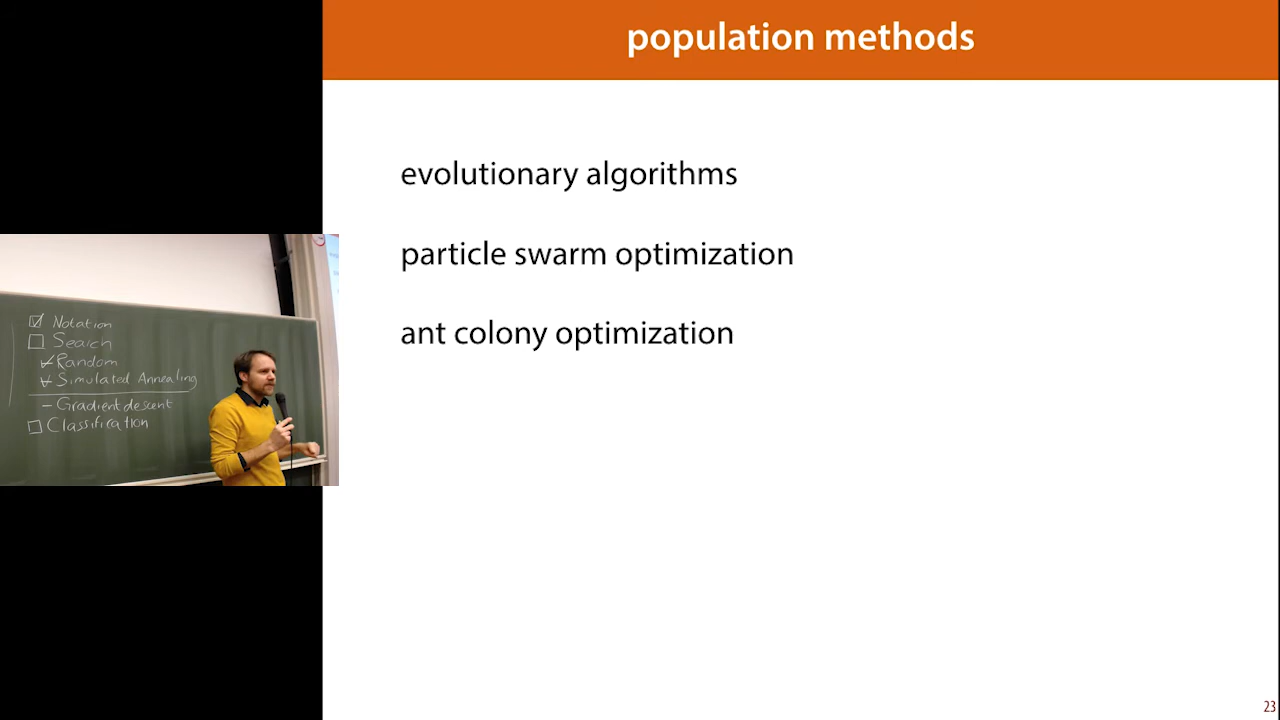 population methods
evolutionary algorithms
particle swarm optimization
ant colony optimization
Notation
Search
Random
Simulated Annealing
- Gradient descent
Classification
23